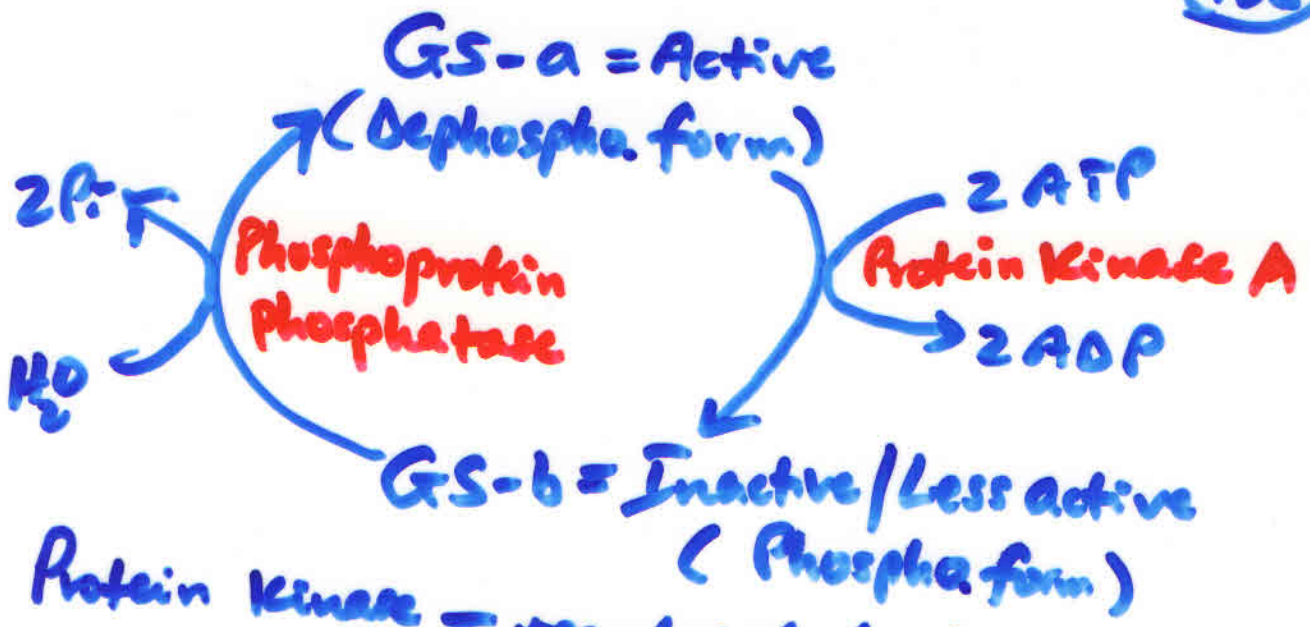 GS-a = Active
(Dephospho. form)
2Pi
2 ATP
Phosphoprotein
phosphatase
Protein Kinase A
2 ADP
H2O
GS-b = Inactive/Less active
(Phospho. form)
Protein Kinase =